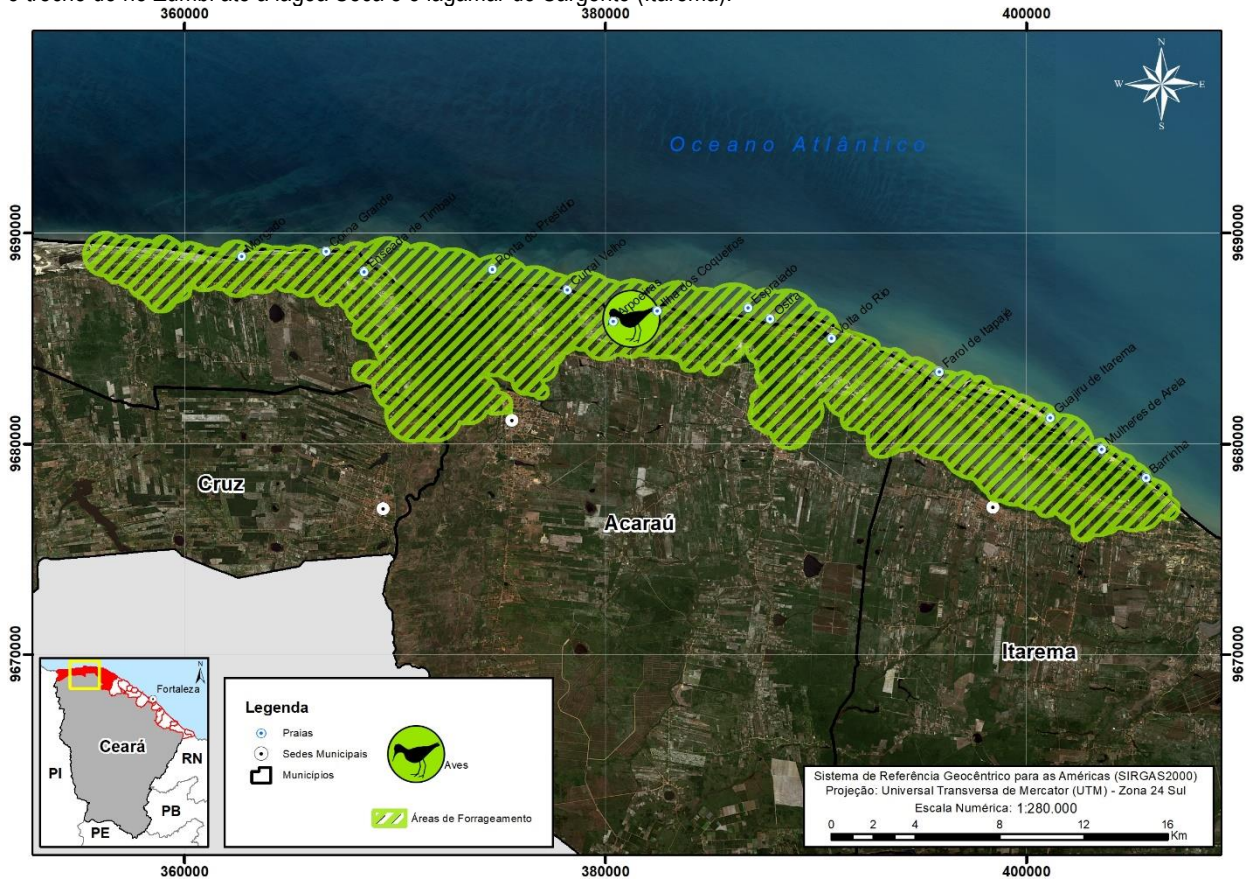 o trecho do rio Zumbi até a lagoa Seca e o lagamar do Sargento (Itarema).
360000
380000
400000
N
W
E
S
Oceano Atlântico
9690000
9690000
Mangado
Coroa Grande
Enseada de Timbaú
Ponta do Presídio
Curral Velho
Arpoeiras
Ilha dos Coqueiros
Espraiado
Ostra
Volta do Rio
Farol de Itapajé
Guajiru de Itarema
Mulheres de Areia
Barrinha
9680000
9680000
Cruz
Acaraú
Itarema
9670000
9670000
N
Fortaleza
Ceará
RN
PI
PB
PE
Legenda
Praias
Sedes Municipais
Municípios
Aves
Áreas de Forrageamento
Sistema de Referência Geocêntrico para as Américas (SIRGAS2000)
Projeção: Universal Transversa de Mercator (UTM) - Zona 24 Sul
Escala Numérica: 1:280.000
0 2 4 8 12 16
Km
360000
380000
400000